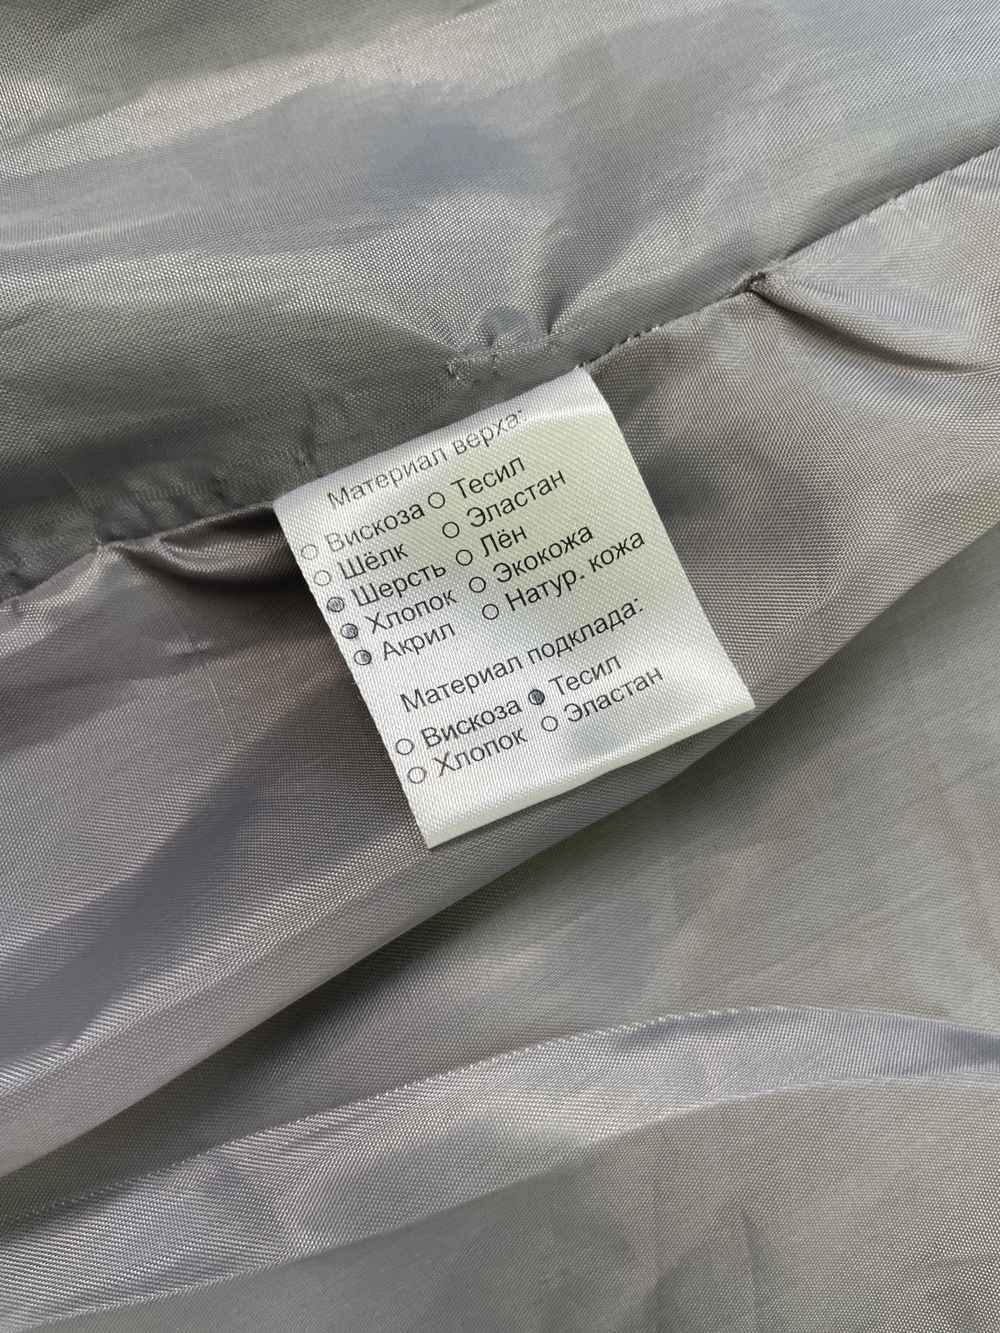 Материал верха:
○ Вискоза ○ Тесил
○ Шёлк ○ Эластан
● Шерсть ○ Лён
● Хлопок ○ Экокожа
● Акрил ○ Натур. кожа
Материал подклада:
○ Вискоза ● Тесил
○ Хлопок ○ Эластан